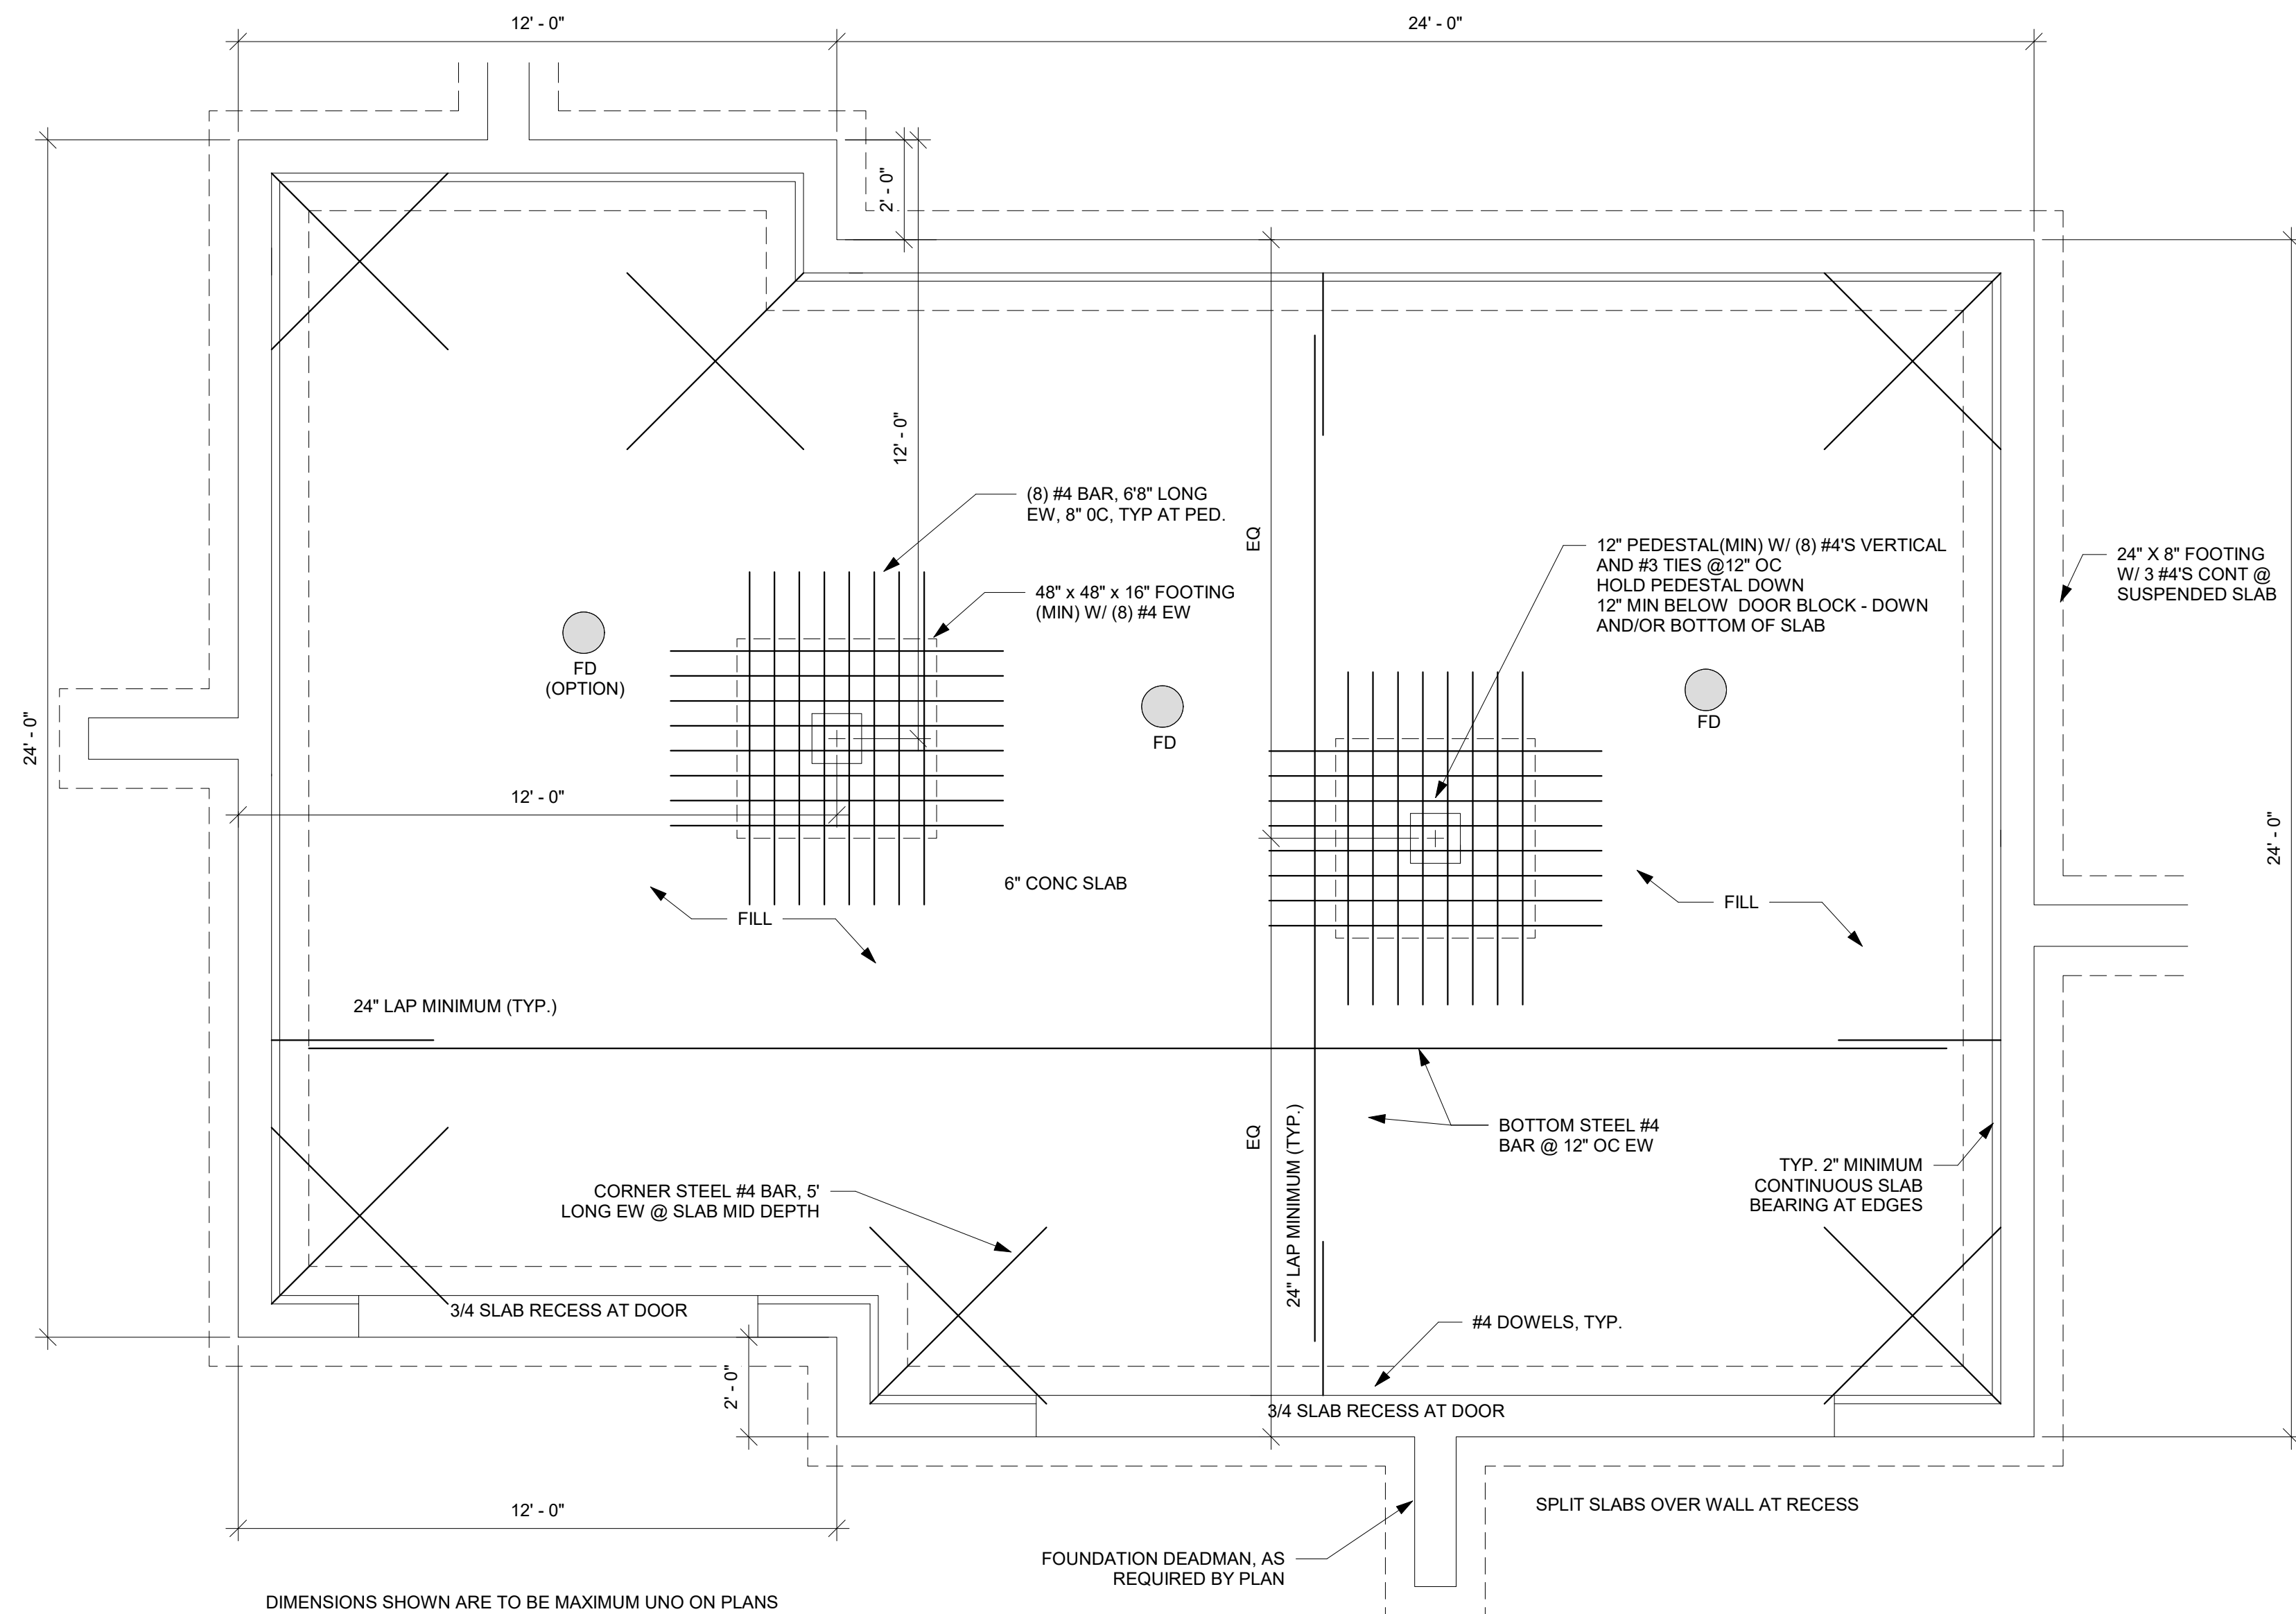 12' - 0"
24' - 0"
2' - 0"
12' - 0"
(8) #4 BAR, 6'8" LONG
EW, 8" 0C, TYP AT PED.
EQ
12" PEDESTAL(MIN) W/ (8) #4'S VERTICAL
AND #3 TIES @12" OC
HOLD PEDESTAL DOWN
12" MIN BELOW DOOR BLOCK - DOWN
AND/OR BOTTOM OF SLAB
24" X 8" FOOTING
W/ 3 #4'S CONT @
SUSPENDED SLAB
48" x 48" x 16" FOOTING
(MIN) W/ (8) #4 EW
FD
(OPTION)
FD
FD
24' - 0"
12' - 0"
24' - 0"
6" CONC SLAB
FILL
FILL
24" LAP MINIMUM (TYP.)
BOTTOM STEEL #4
BAR @ 12" OC EW
EQ
24" LAP MINIMUM (TYP.)
TYP. 2" MINIMUM
CONTINUOUS SLAB
BEARING AT EDGES
CORNER STEEL #4 BAR, 5'
LONG EW @ SLAB MID DEPTH
3/4 SLAB RECESS AT DOOR
#4 DOWELS, TYP.
2' - 0"
3/4 SLAB RECESS AT DOOR
12' - 0"
SPLIT SLABS OVER WALL AT RECESS
FOUNDATION DEADMAN, AS
REQUIRED BY PLAN
DIMENSIONS SHOWN ARE TO BE MAXIMUM UNO ON PLANS